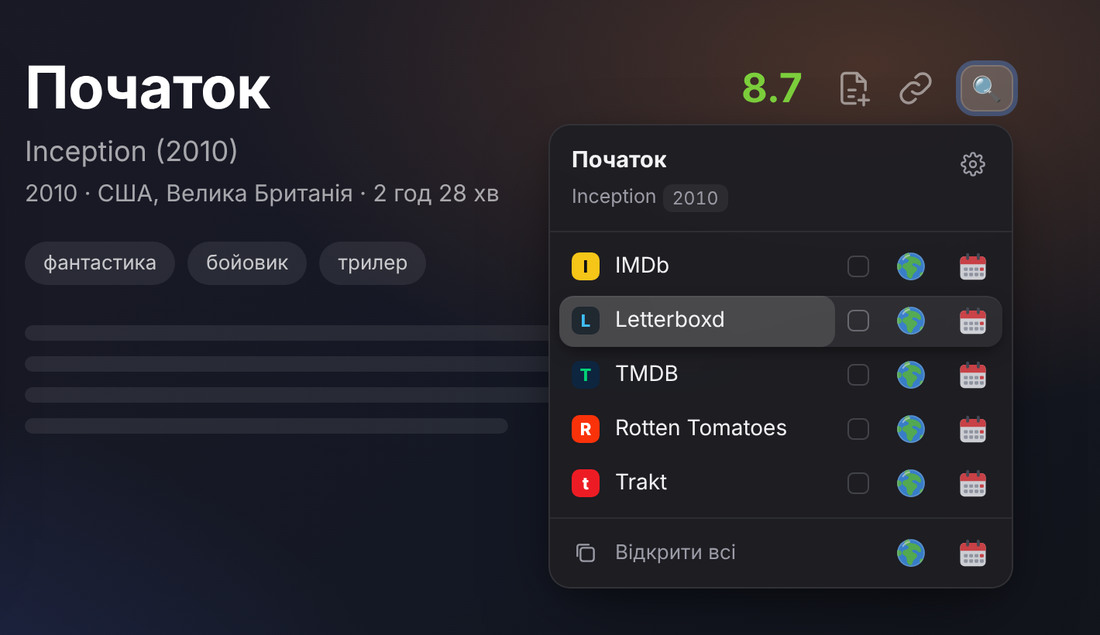 Початок
8.7
Inception (2010)
2010 · США, Велика Британія · 2 год 28 хв
фантастика
бойовик
трилер
Початок
Inception 2010
I IMDb
L Letterboxd
T TMDB
R Rotten Tomatoes
t Trakt
Відкрити всі